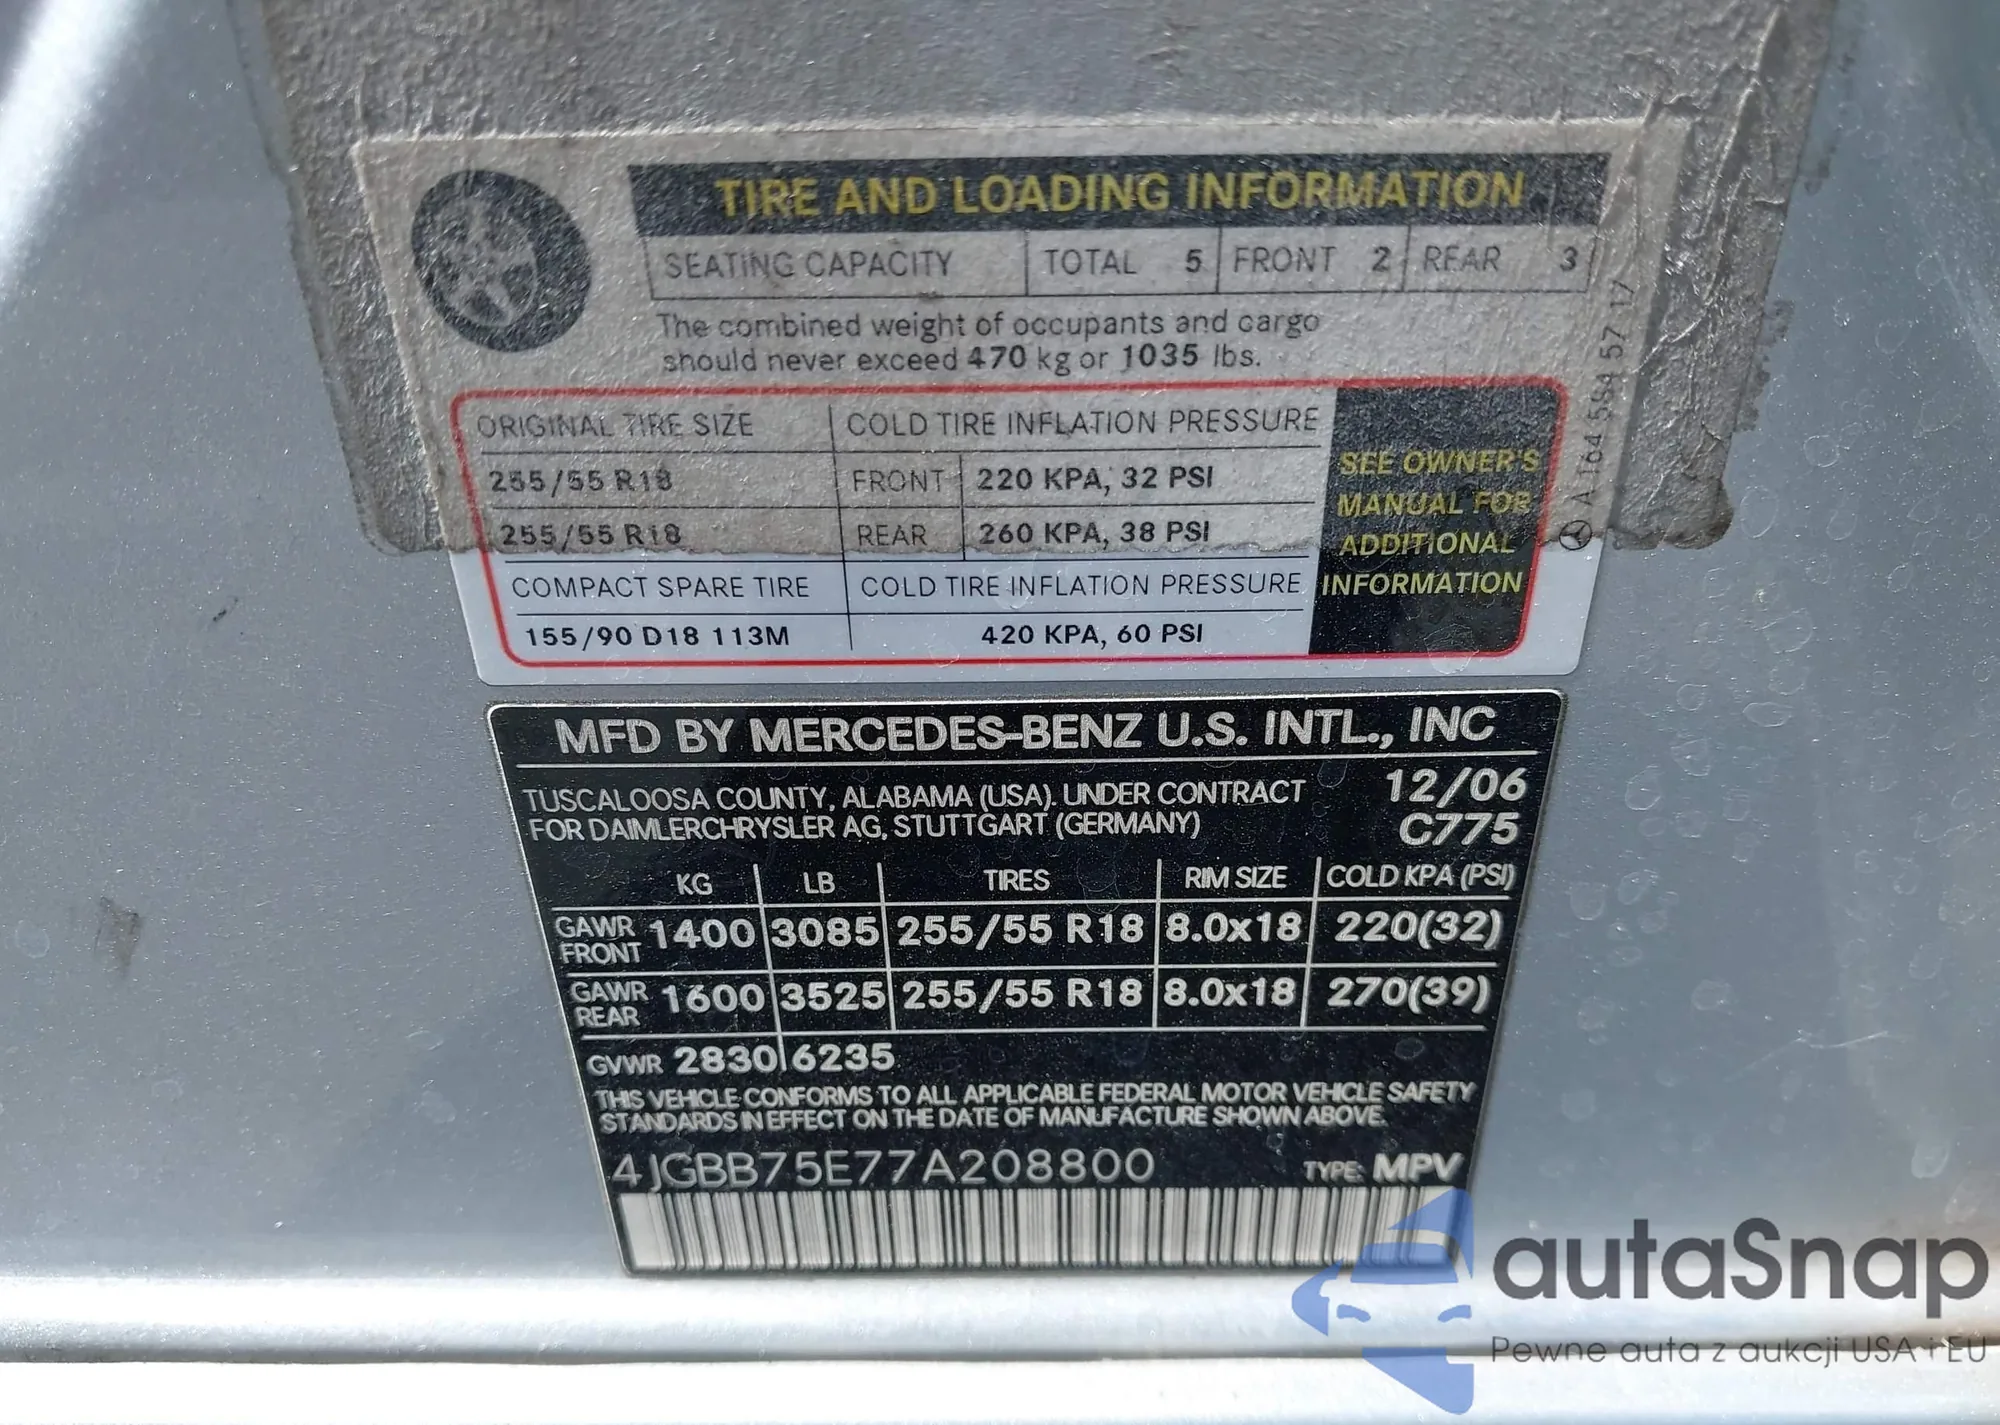 TIRE AND LOADING INFORMATION
SEATING CAPACITY TOTAL 5 FRONT 2 REAR 3
The combined weight of occupants and cargo
should never exceed 470 kg or 1035 lbs.
ORIGINAL TIRE SIZE COLD TIRE INFLATION PRESSURE
255/55 R18 FRONT 220 KPA, 32 PSI
255/55 R18 REAR 260 KPA, 38 PSI
COMPACT SPARE TIRE COLD TIRE INFLATION PRESSURE
155/90 D18 113M 420 KPA, 60 PSI
SEE OWNER'S
MANUAL FOR
ADDITIONAL
INFORMATION
A 164 584 57 17
MFD BY MERCEDES-BENZ U.S. INTL., INC
TUSCALOOSA COUNTY, ALABAMA (USA). UNDER CONTRACT 12/06
FOR DAIMLERCHRYSLER AG, STUTTGART (GERMANY) C775
KG LB TIRES RIM SIZE COLD KPA (PSI)
GAWR FRONT 1400 3085 255/55 R18 8.0x18 220(32)
GAWR REAR 1600 3525 255/55 R18 8.0x18 270(39)
GVWR 2830 6235
THIS VEHICLE CONFORMS TO ALL APPLICABLE FEDERAL MOTOR VEHICLE SAFETY
STANDARDS IN EFFECT ON THE DATE OF MANUFACTURE SHOWN ABOVE.
4JGBB75E77A208800 TYPE: MPV
autaSnap
Pewne auta z aukcji USA i EU